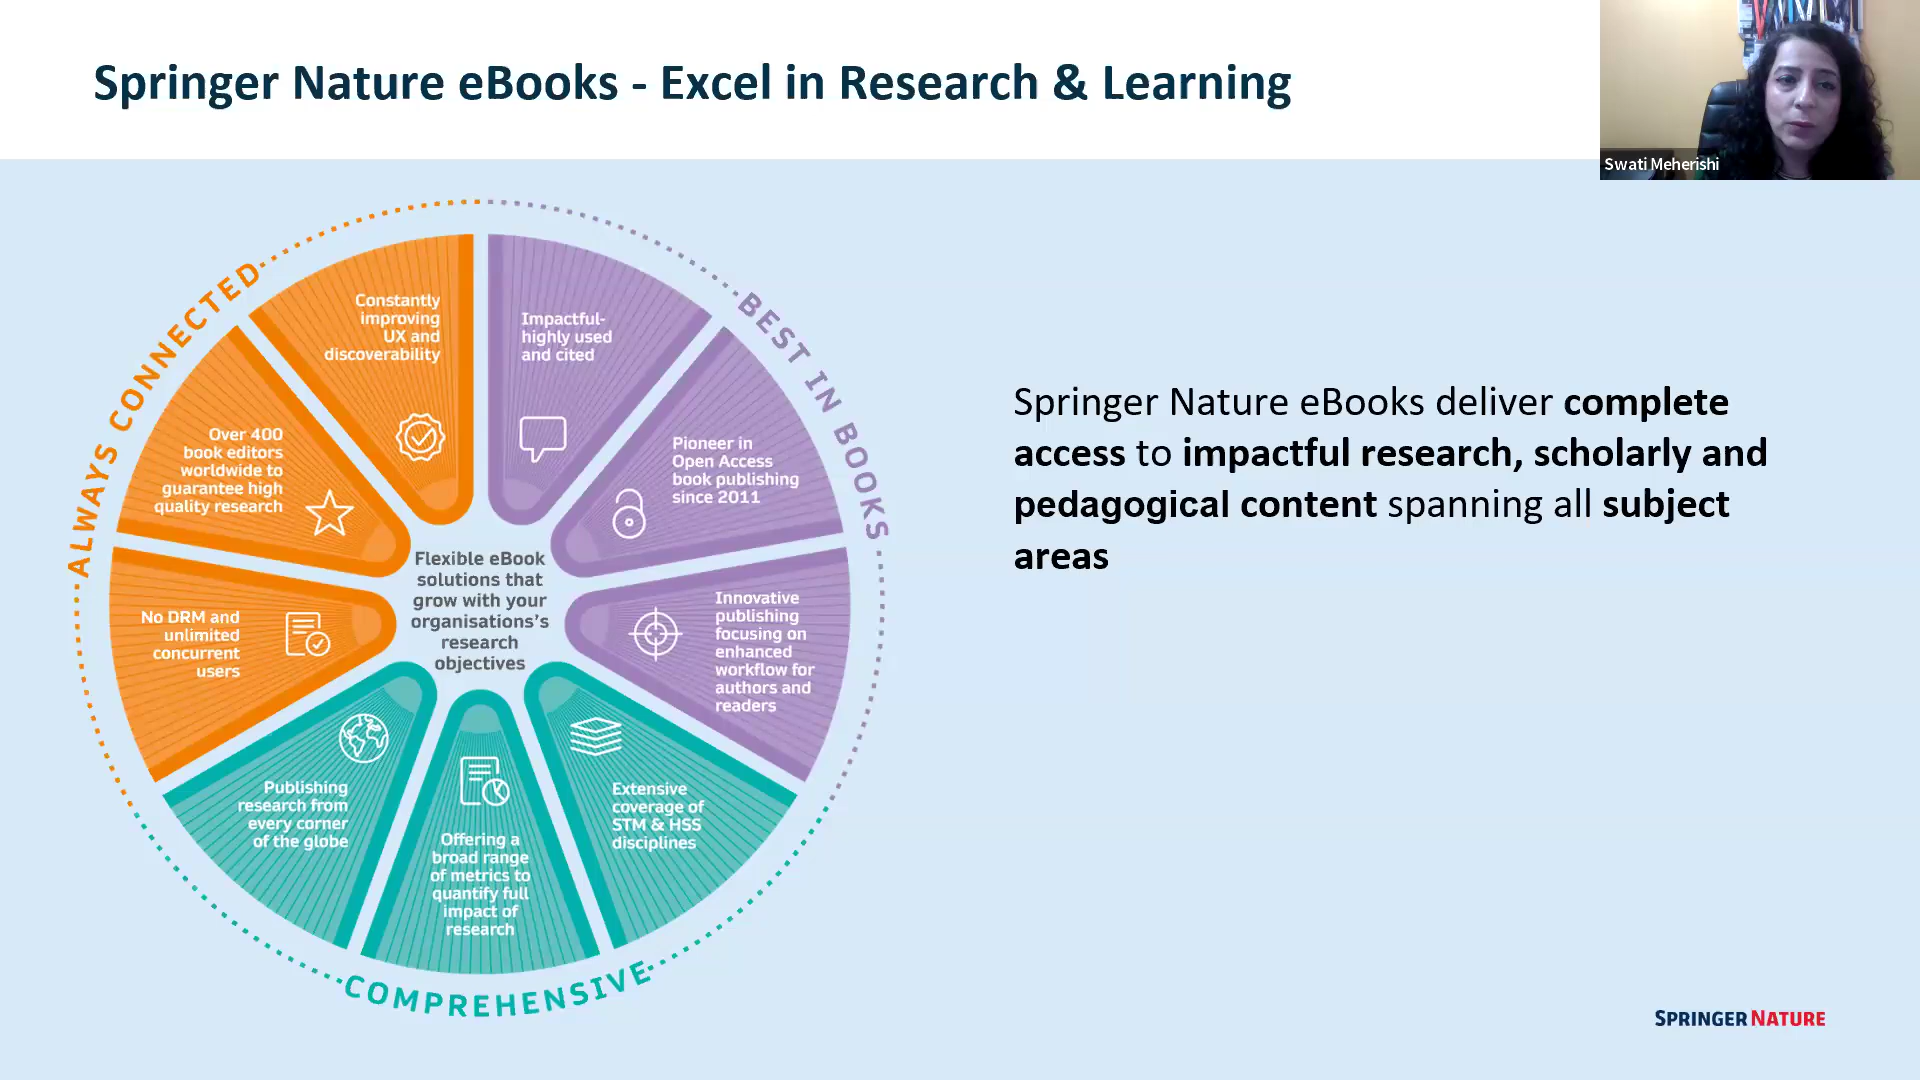 Springer Nature eBooks - Excel in Research & Learning
Swati Meherishi
ALWAYS CONNECTED
Constantly
improving
UX and
discoverability
Over 400
book editors
worldwide to
guarantee high
quality research
No DRM and
unlimited
concurrent
users
BEST IN BOOKS
Impactful-
highly used
and cited
Pioneer in
Open Access
book publishing
since 2011
Innovative
publishing
focusing on
enhanced
workflow for
authors and
readers
Flexible eBook
solutions that
grow with your
organisations's
research
objectives
Publishing
research from
every corner
of the globe
Offering a
broad range
of metrics to
quantify full
impact of
research
Extensive
coverage of
STM & HSS
disciplines
COMPREHENSIVE
Springer Nature eBooks deliver complete
access to impactful research, scholarly and
pedagogical content spanning all subject
areas
SPRINGER NATURE